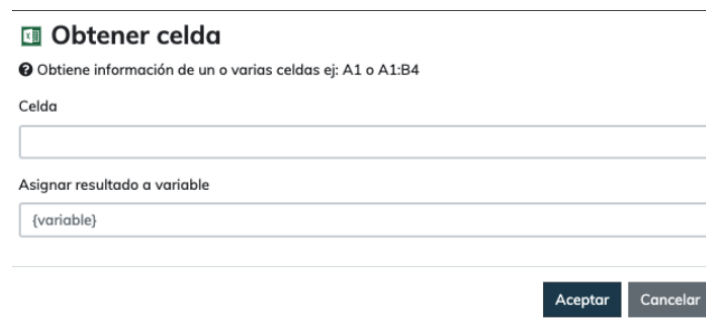 Obtener celda
Obtiene información de un o varias celdas ej: A1 o A1:B4
Celda
Asignar resultado a variable
{variable}
Aceptar Cancelar